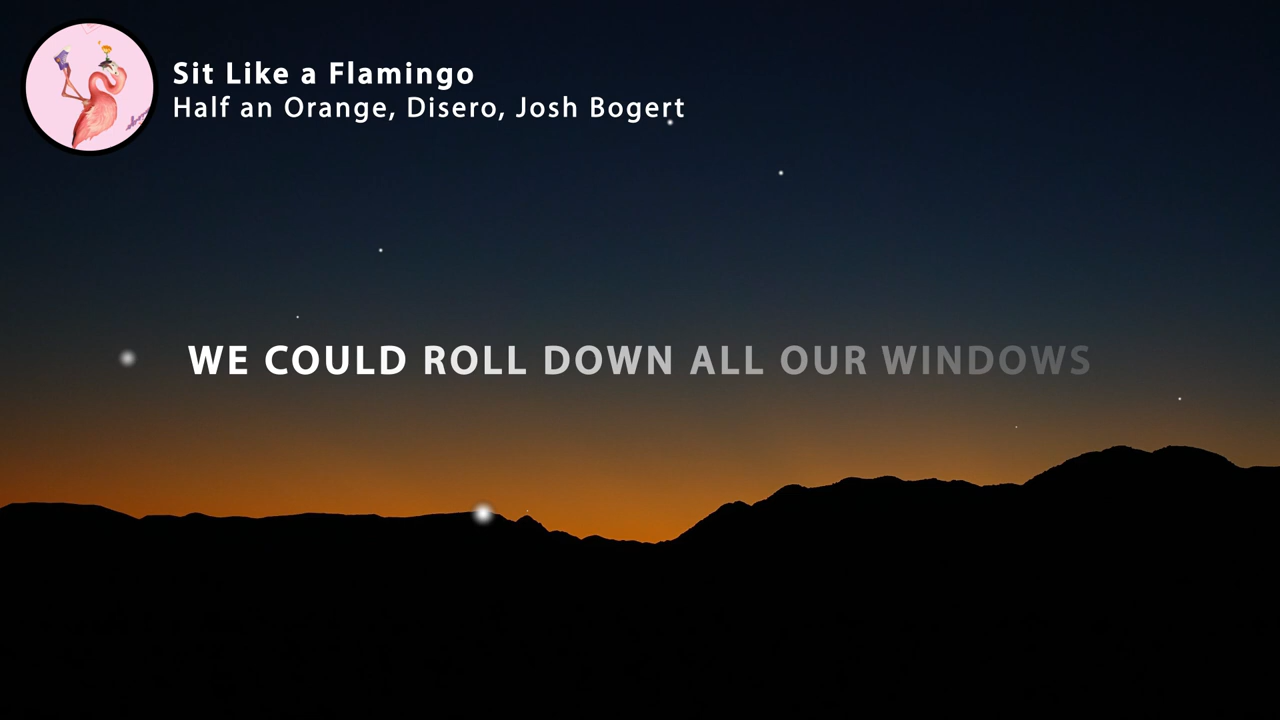 Sit Like a Flamingo
Half an Orange, Disero, Josh Bogert
WE COULD ROLL DOWN ALL OUR WINDOWS